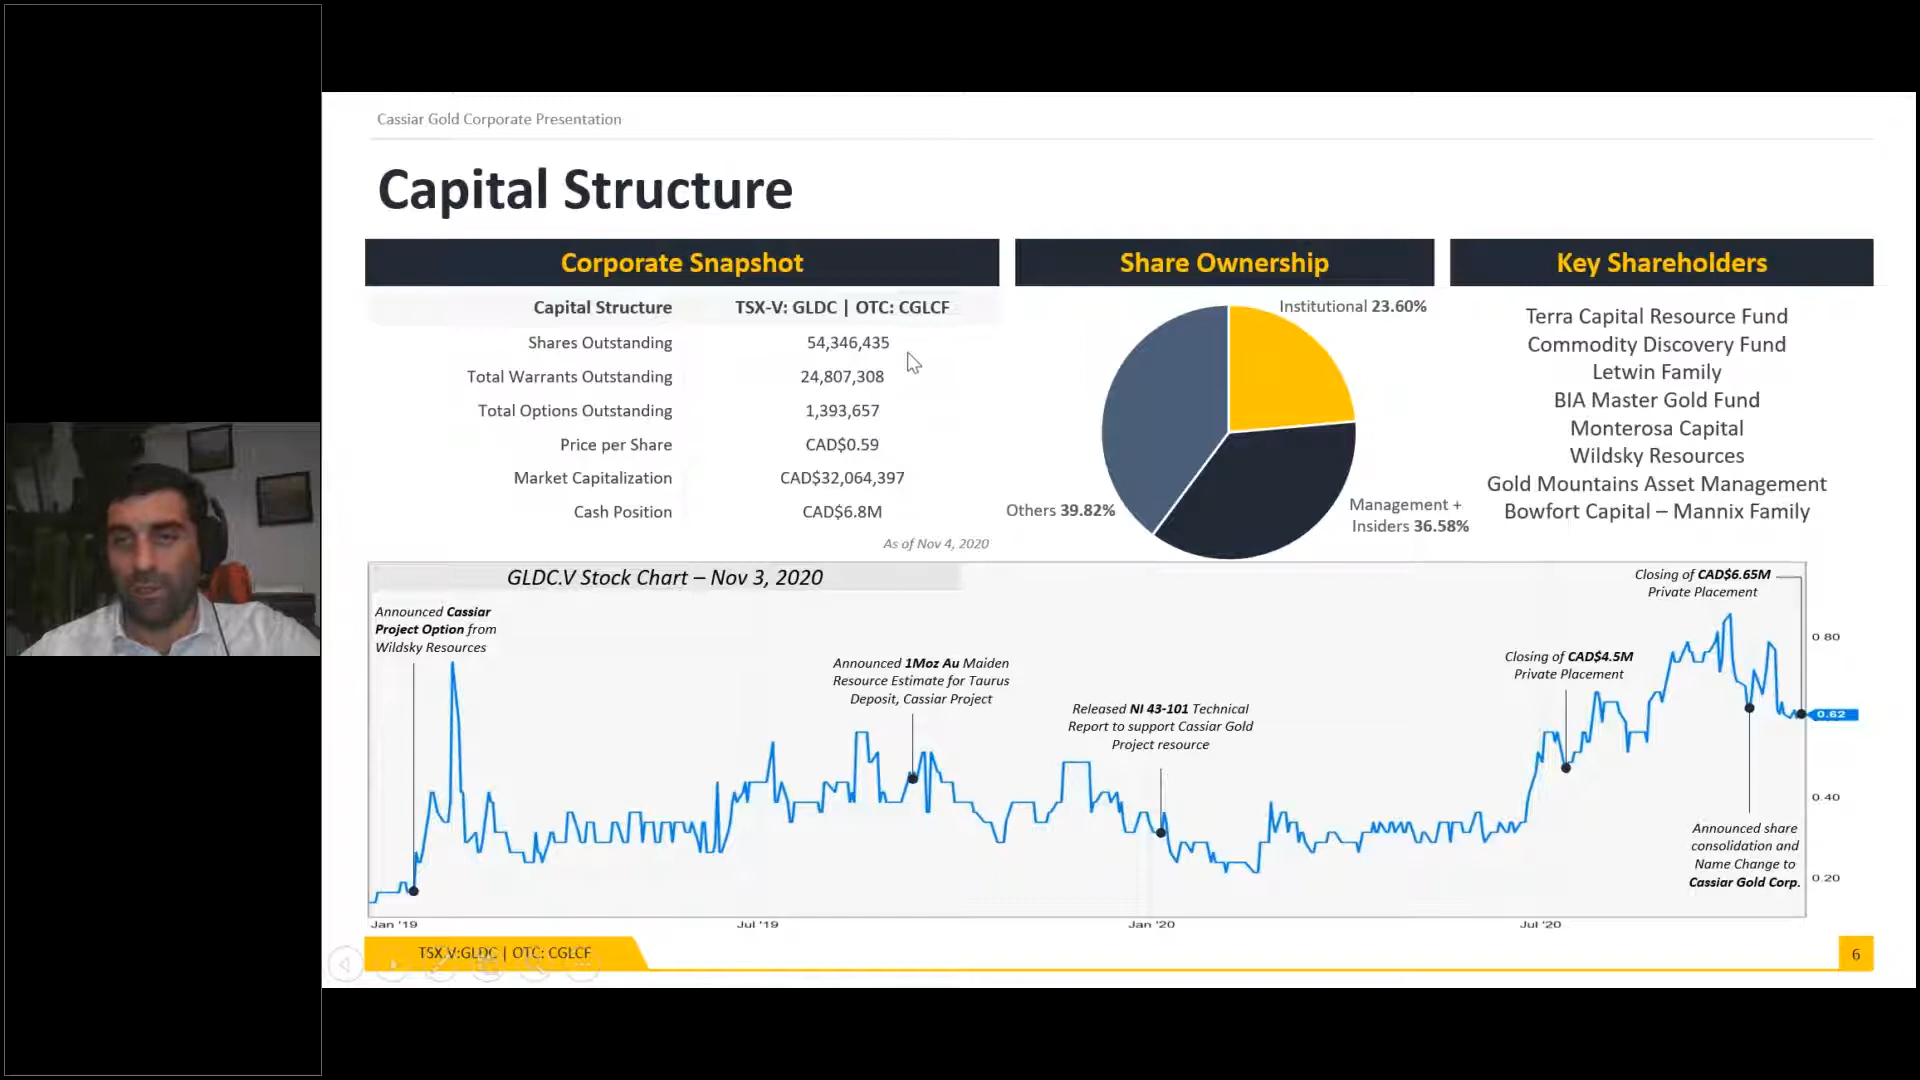 Cassiar Gold Corporate Presentation
Capital Structure
Corporate Snapshot
Capital Structure TSX-V: GLDC | OTC: CGLCF
Shares Outstanding 54,346,435
Total Warrants Outstanding 24,807,308
Total Options Outstanding 1,393,657
Price per Share CAD$0.59
Market Capitalization CAD$32,064,397
Cash Position CAD$6.8M
As of Nov 4, 2020
Share Ownership
Institutional 23.60%
Others 39.82%
Management +
Insiders 36.58%
Key Shareholders
Terra Capital Resource Fund
Commodity Discovery Fund
Letwin Family
BIA Master Gold Fund
Monterosa Capital
Wildsky Resources
Gold Mountains Asset Management
Bowfort Capital – Mannix Family
GLDC.V Stock Chart – Nov 3, 2020
Announced Cassiar
Project Option from
Wildsky Resources
Announced 1Moz Au Maiden
Resource Estimate for Taurus
Deposit, Cassiar Project
Released NI 43-101 Technical
Report to support Cassiar Gold
Project resource
Closing of CAD$4.5M
Private Placement
Closing of CAD$6.65M
Private Placement
Announced share
consolidation and
Name Change to
Cassiar Gold Corp.
0.80
0.62
0.40
0.20
Jan '19 Jul '19 Jan '20 Jul '20
TSX.V:GLDC | OTC: CGLCF
6